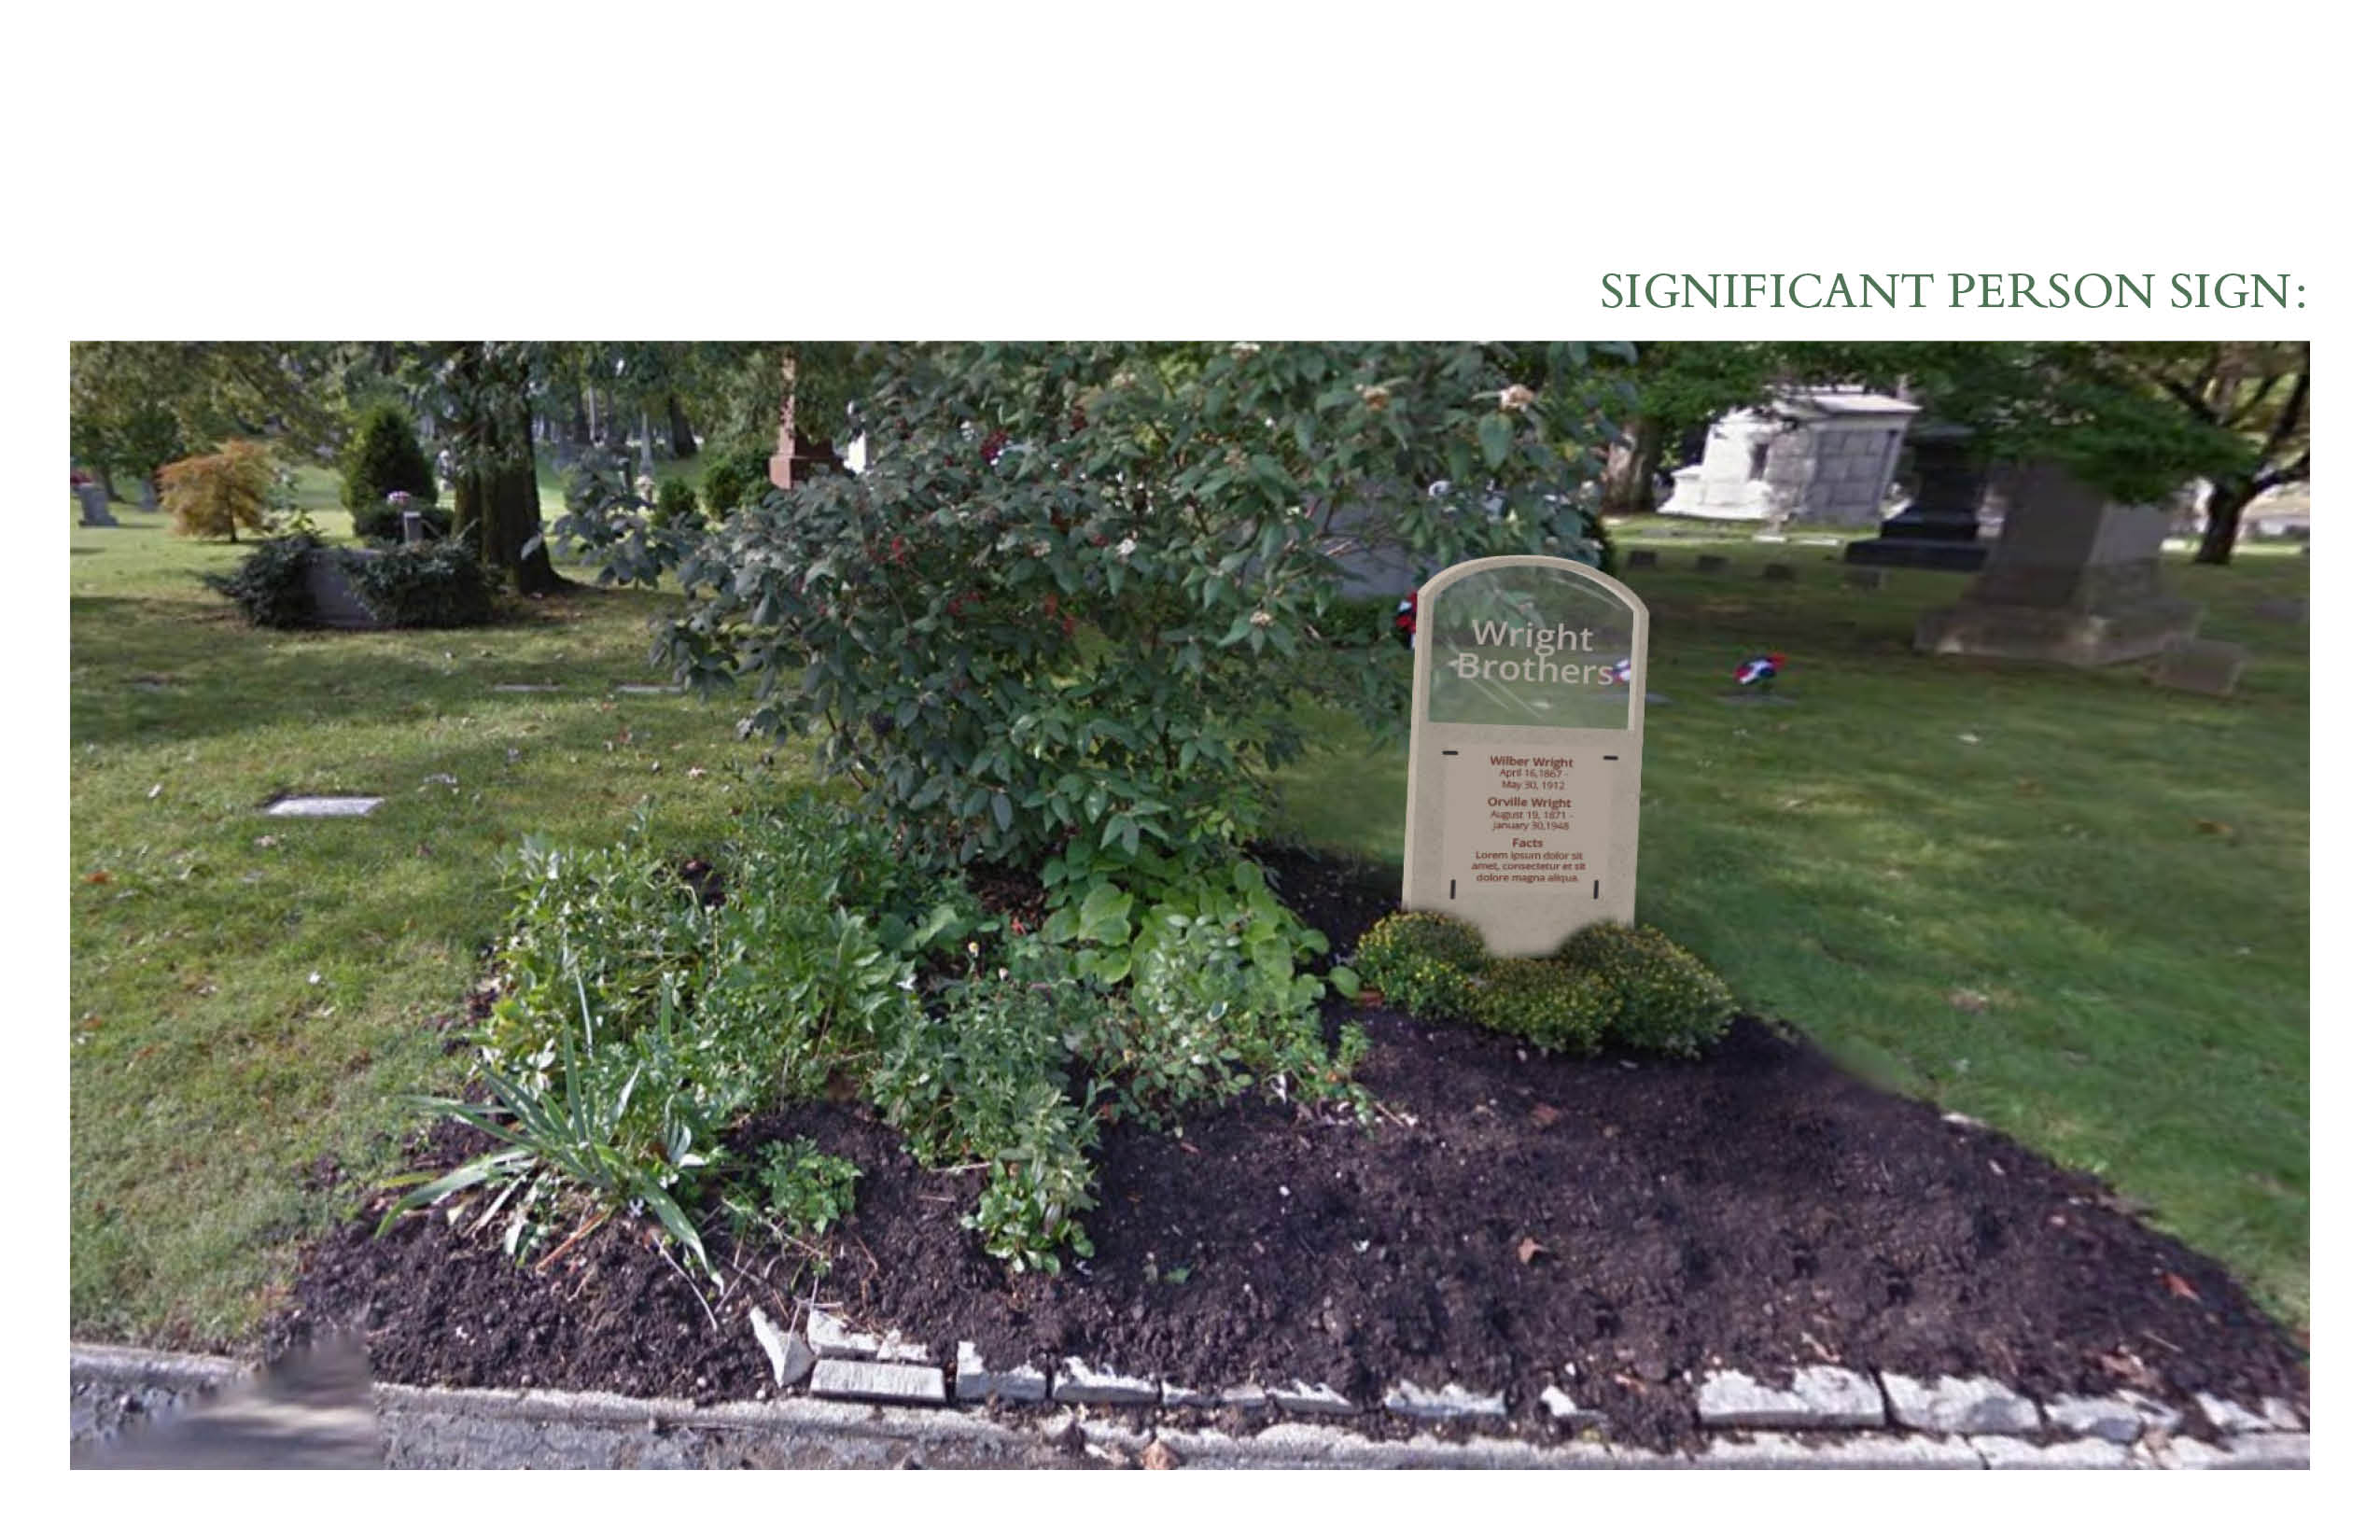 SIGNIFICANT PERSON SIGN:
Wright
Brothers
Wilber Wright
April 16,1867 -
May 30, 1912
Orville Wright
August 19, 1871 -
January 30,1948
Facts
Lorem ipsum dolor sit
amet, consectetur et sit
dolore magna aliqua.